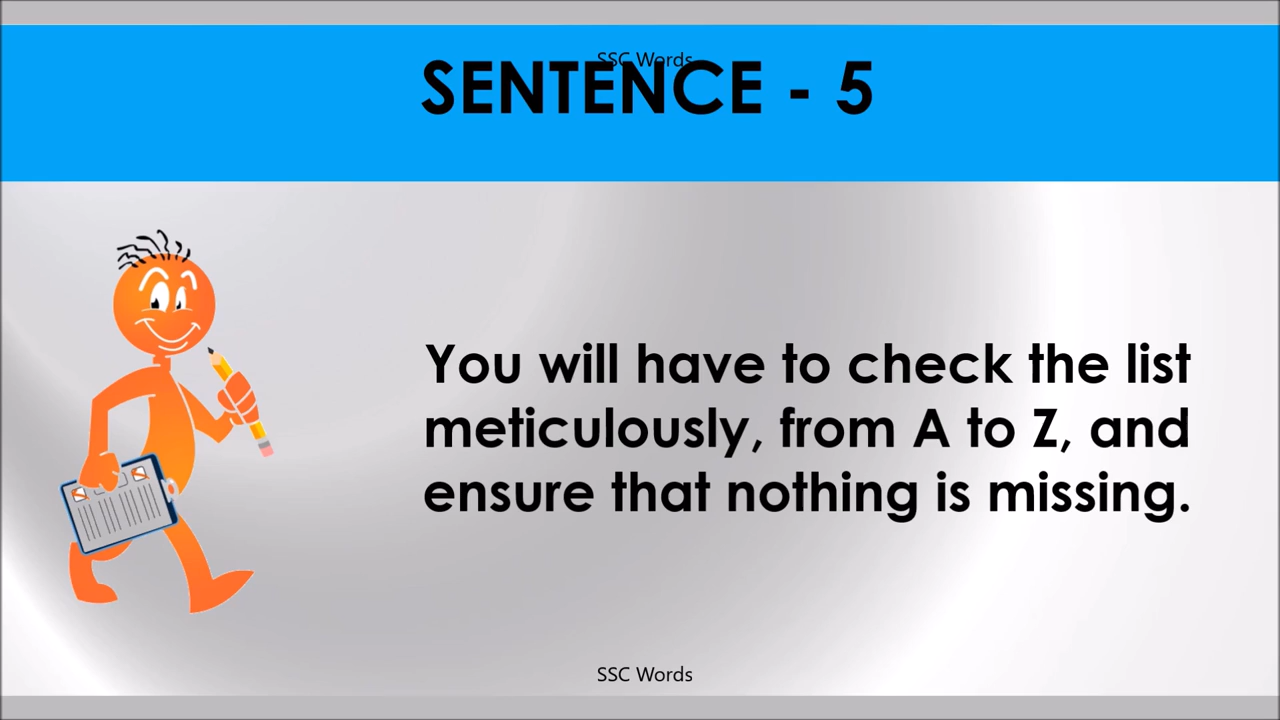 SSC Words
SENTENCE - 5
You will have to check the list
meticulously, from A to Z, and
ensure that nothing is missing.
SSC Words